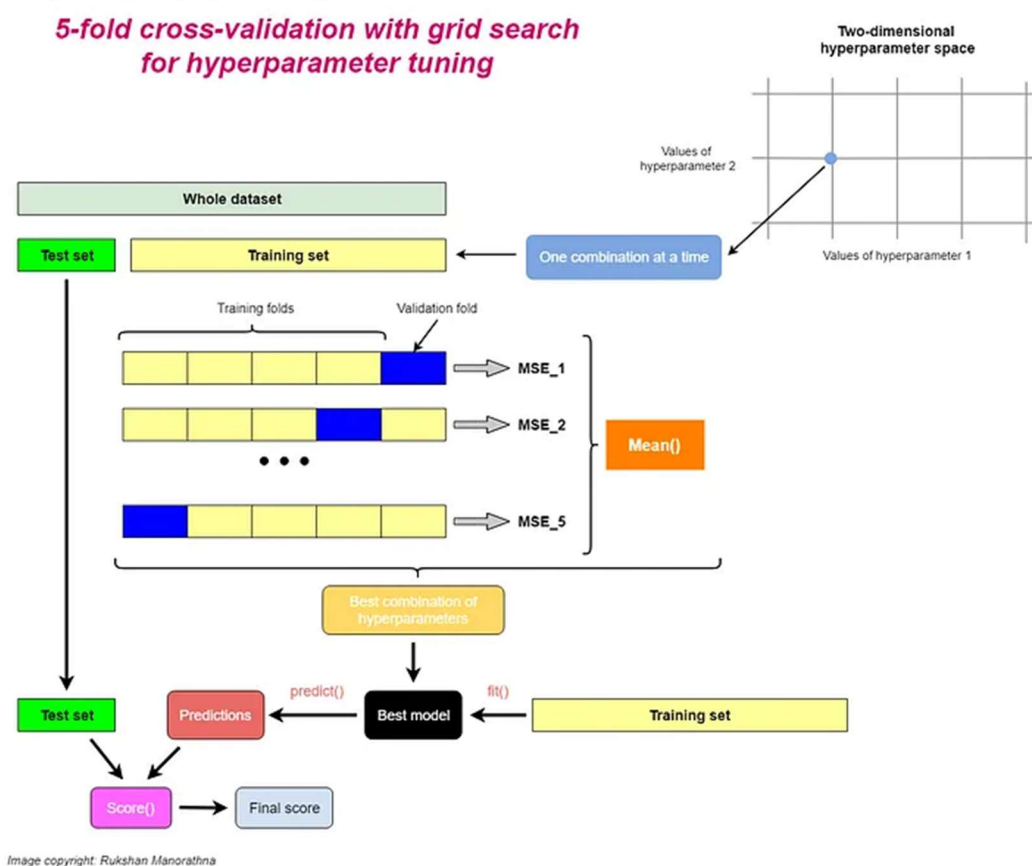 5-fold cross-validation with grid search
for hyperparameter tuning
Two-dimensional
hyperparameter space
Values of
hyperparameter 2
Values of hyperparameter 1
Whole dataset
Test set
Training set
One combination at a time
Training folds
Validation fold
MSE_1
MSE_2
MSE_5
Mean()
Best combination of
hyperparameters
Test set
Predictions
predict()
Best model
fit()
Training set
Score()
Final score
Image copyright: Rukshan Manorathna